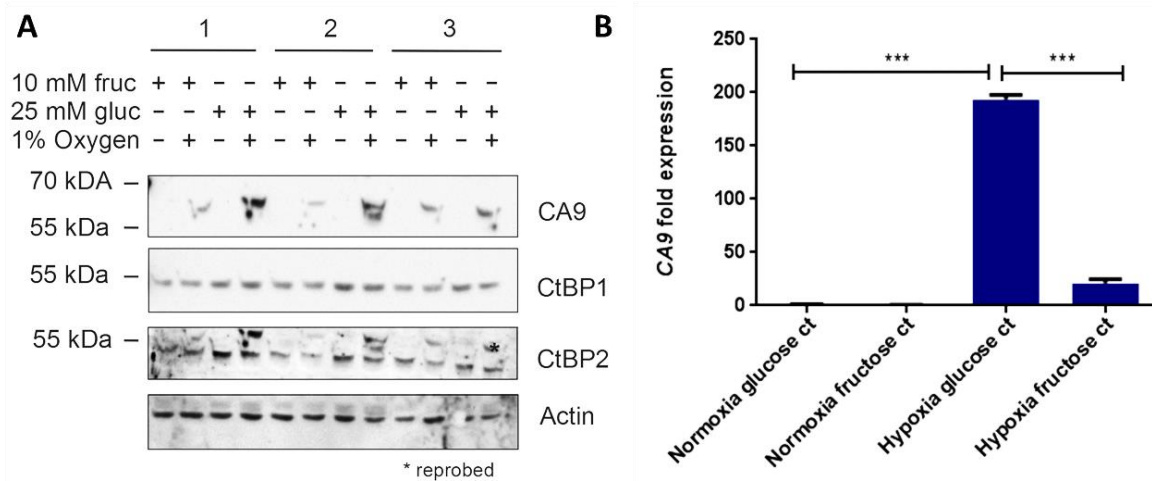 A
1 2 3
10 mM fruc + + – – + + – – + + – –
25 mM gluc – – + + – – + + – – + +
1% Oxygen – + – + – + – + – + – +
70 kDA –
55 kDa –
CA9
55 kDa –
CtBP1
55 kDa –
*
CtBP2
Actin
* reprobed
B
CA9 fold expression
250
200
150
100
50
0
***
***
Normoxia glucose ct
Normoxia fructose ct
Hypoxia glucose ct
Hypoxia fructose ct